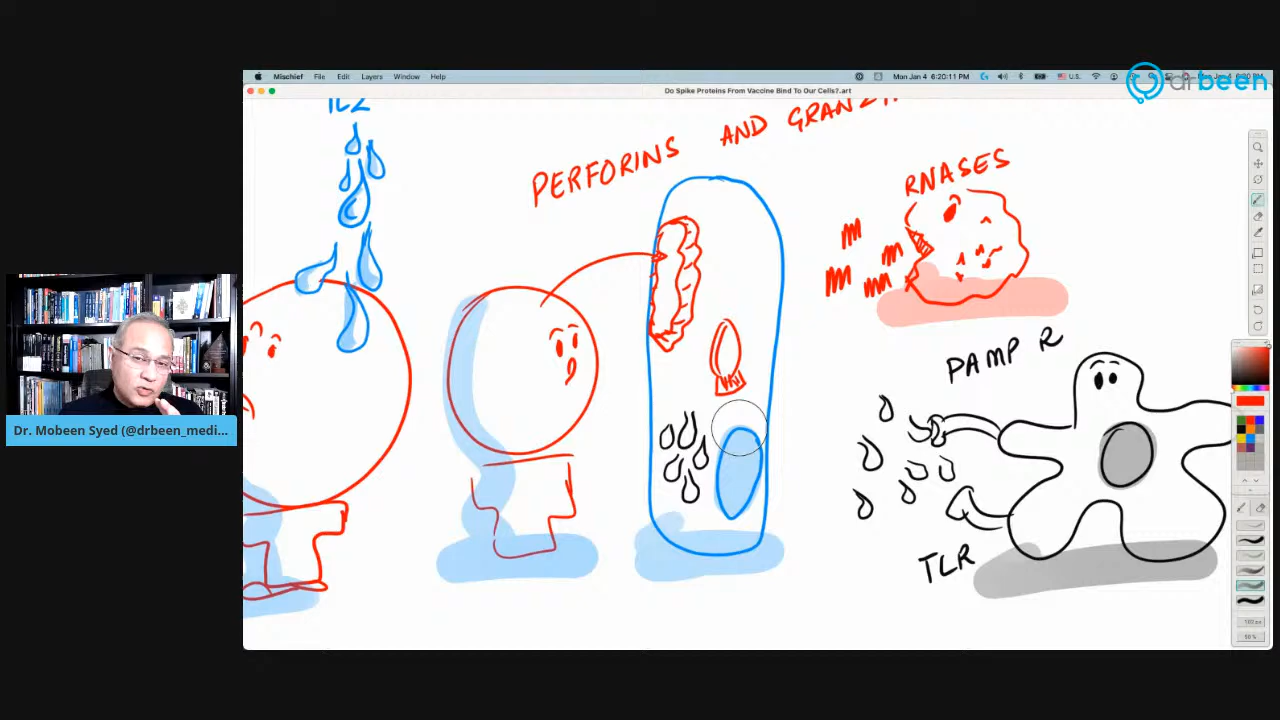 Mischief File Edit Layers Window Help
Mon Jan 4 6:20:11 PM
U.S.
drbeen
Do Spike Proteins From Vaccine Bind To Our Cells?.art
IL2
PERFORINS AND
RNASES
PAMP R
TLR
Dr. Mobeen Syed (@drbeen_medi...